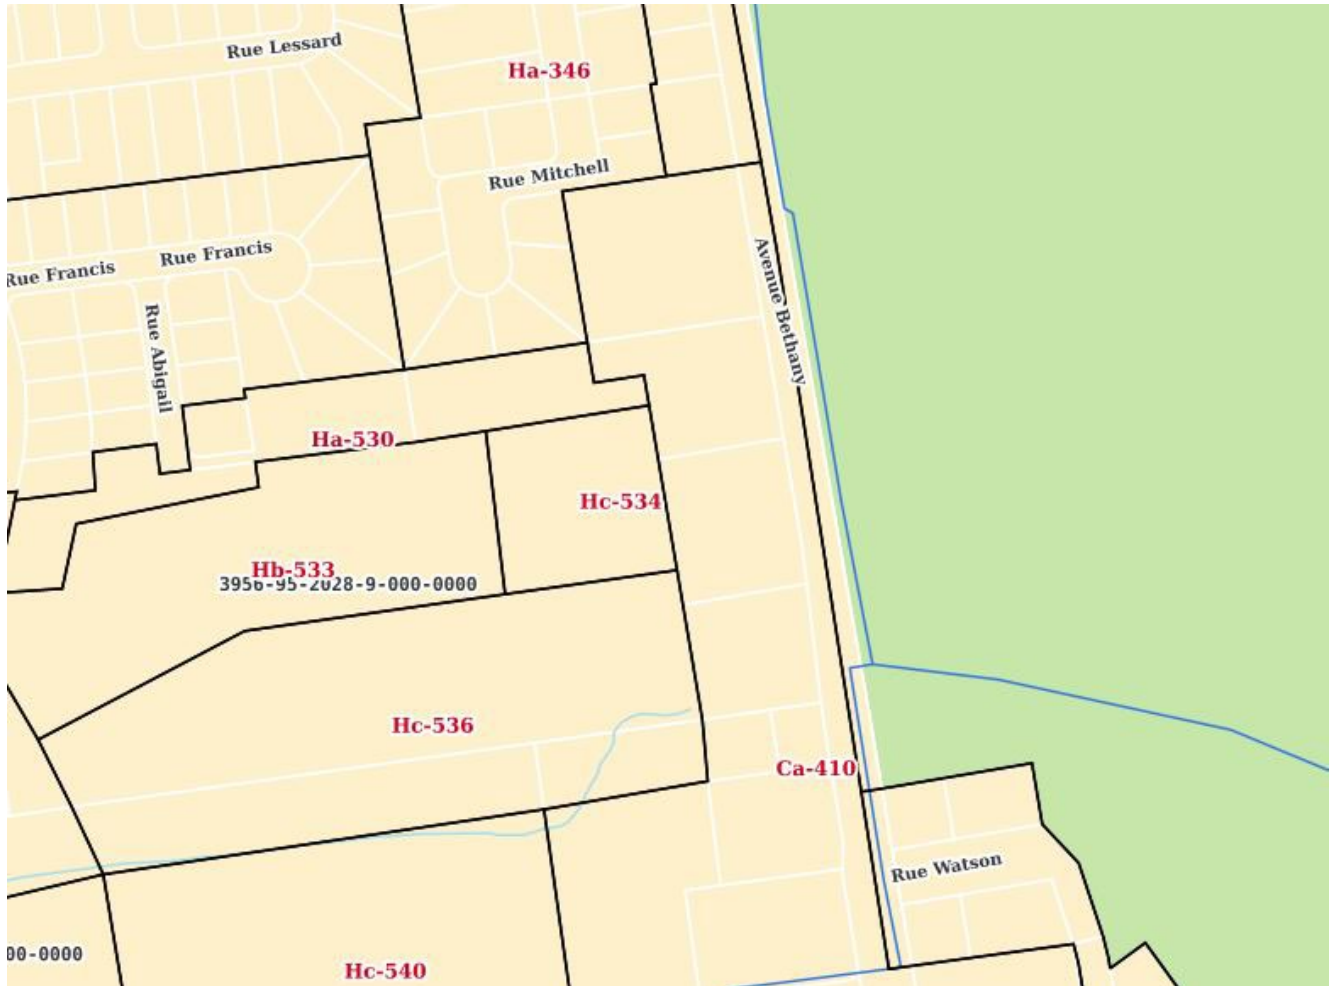 Rue Lessard
Ha-346
Rue Mitchell
Rue Francis
Rue Francis
Avenue Bethany
Rue Abigail
Ha-530
Hc-534
Hb-533
3956-95-2028-9-000-0000
Hc-536
Ca-410
Rue Watson
00-0000
Hc-540